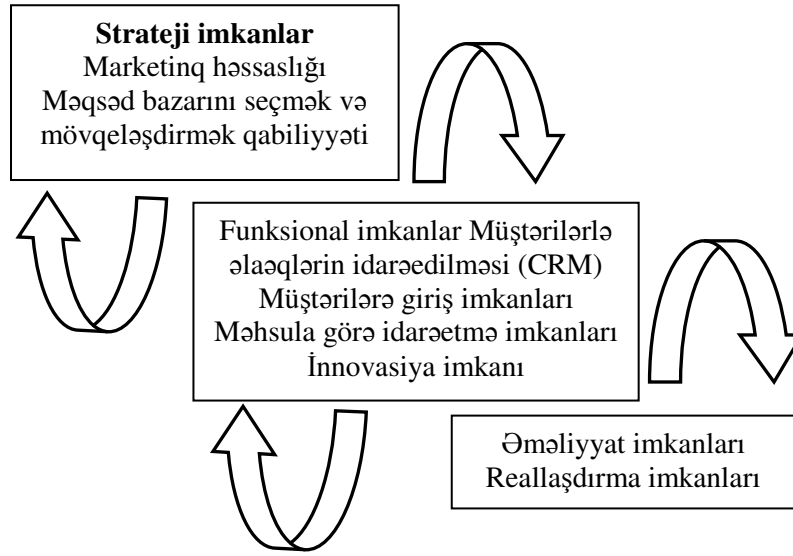 Strateji imkanlar
Marketinq həssaslığı
Məqsəd bazarını seçmək və
mövqeləşdirmək qabiliyyəti
Funksional imkanlar Müştərilərlə
əlaəqlərin idarəedilməsi (CRM)
Müştərilərə giriş imkanları
Məhsula görə idarəetmə imkanları
İnnovasiya imkanı
Əməliyyat imkanları
Reallaşdırma imkanları